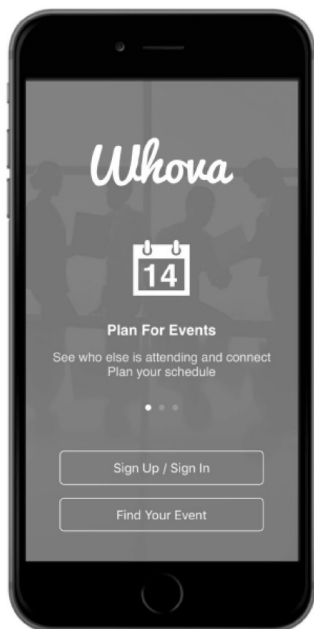 Whova
14
Plan For Events
See who else is attending and connect
Plan your schedule
Sign Up / Sign In
Find Your Event